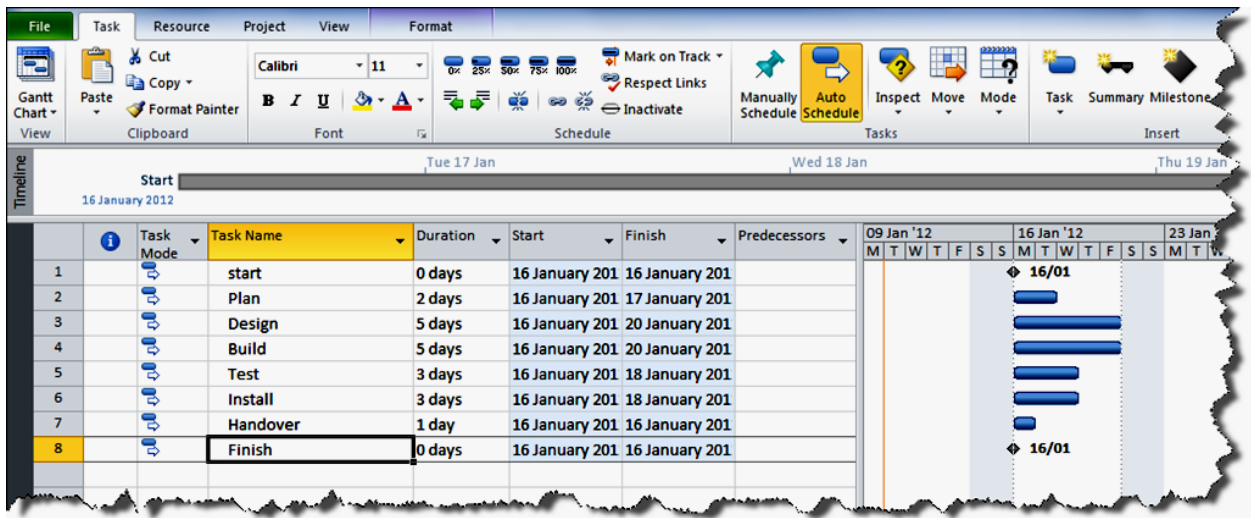 File Task Resource Project View Format
Cut
Copy
Format Painter
Paste
Gantt Chart
Calibri 11
B I U A
0% 25% 50% 75% 100%
Mark on Track
Respect Links
Inactivate
Manually Schedule
Auto Schedule
Inspect Move Mode
Task Summary Milestone
View Clipboard Font Schedule Tasks Insert
Timeline
Tue 17 Jan Wed 18 Jan Thu 19 Jan
Start
16 January 2012
Task Mode Task Name Duration Start Finish Predecessors 09 Jan '12 16 Jan '12 23 Jan
M T W T F S S M T W T F S S M T W
1 start 0 days 16 January 201 16 January 201 16/01
2 Plan 2 days 16 January 201 17 January 201
3 Design 5 days 16 January 201 20 January 201
4 Build 5 days 16 January 201 20 January 201
5 Test 3 days 16 January 201 18 January 201
6 Install 3 days 16 January 201 18 January 201
7 Handover 1 day 16 January 201 16 January 201
8 Finish 0 days 16 January 201 16 January 201 16/01